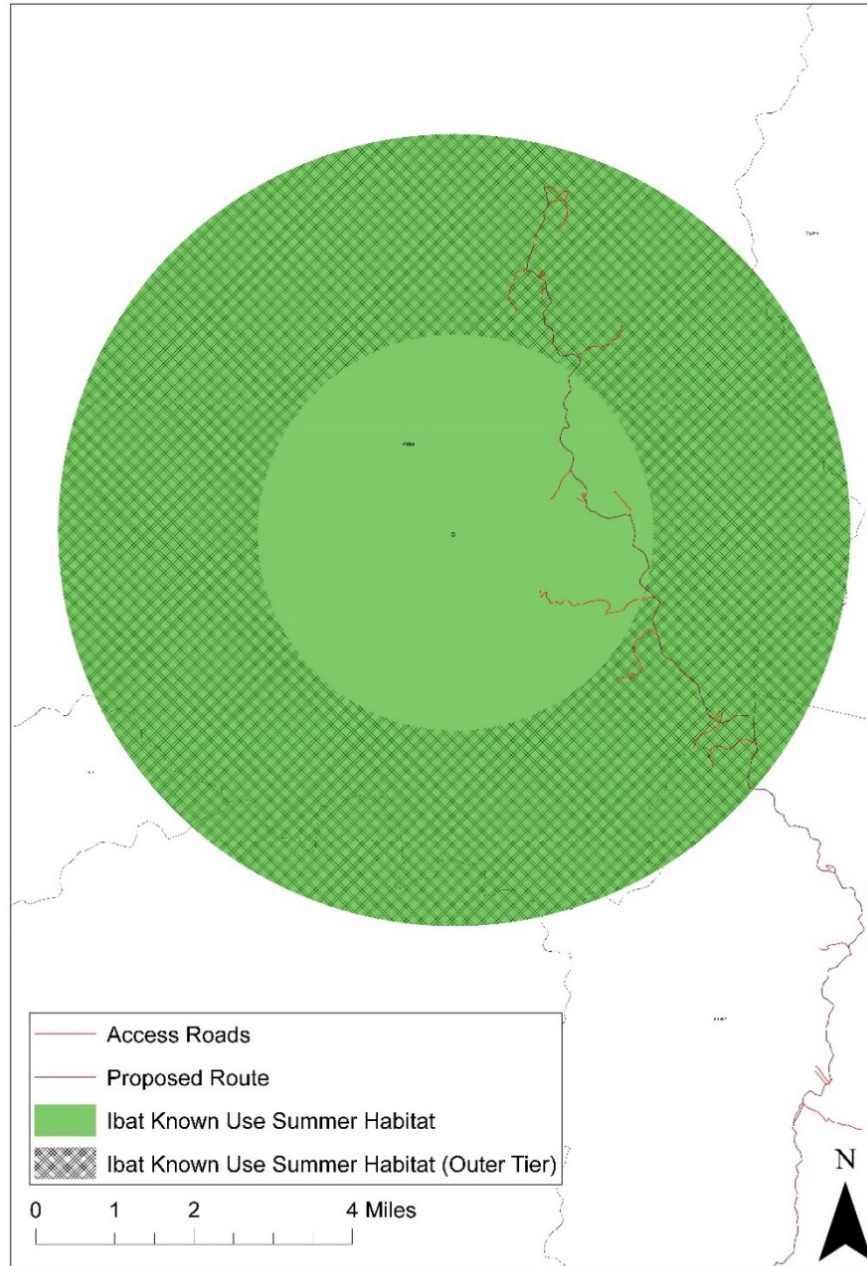 Access Roads
Proposed Route
Ibat Known Use Summer Habitat
Ibat Known Use Summer Habitat (Outer Tier)
0 2 4 Miles
N